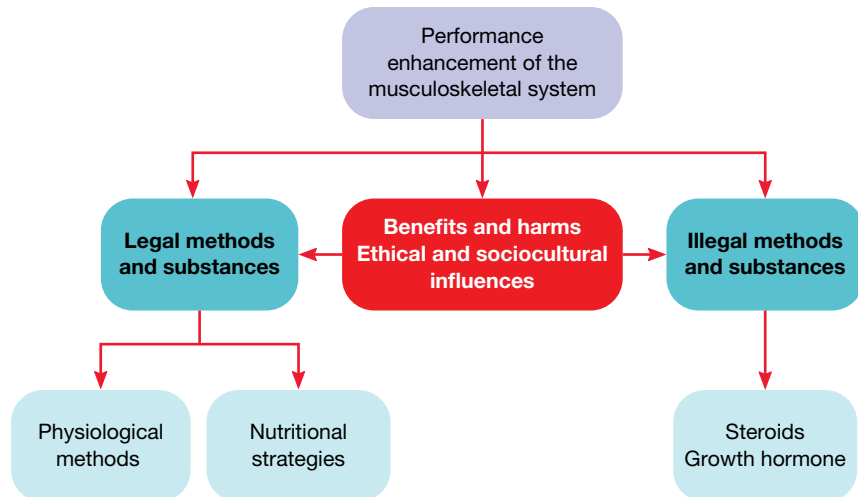 Performance
enhancement of the
musculoskeletal system
Legal methods
and substances
Benefits and harms
Ethical and sociocultural
influences
Illegal methods
and substances
Physiological
methods
Nutritional
strategies
Steroids
Growth hormone